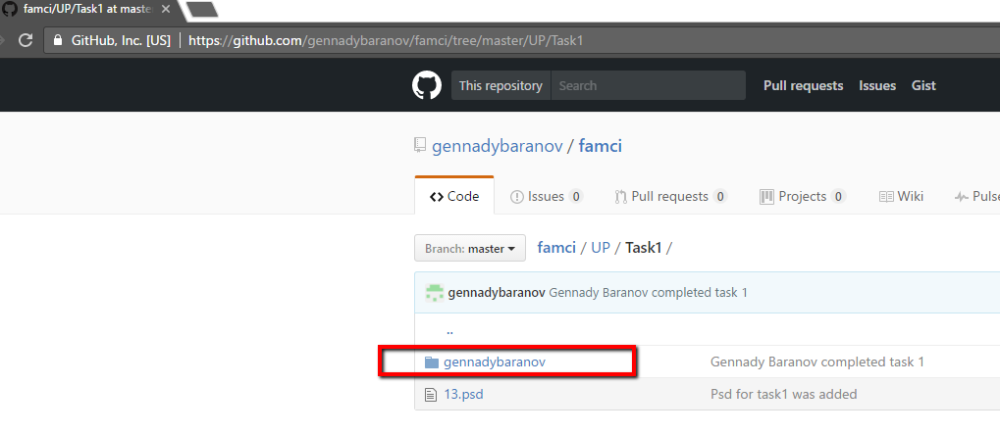 famci/UP/Task1 at maste
GitHub, Inc. [US] https://github.com/gennadybaranov/famci/tree/master/UP/Task1
This repository Search Pull requests Issues Gist
gennadybaranov / famci
Code Issues 0 Pull requests 0 Projects 0 Wiki Pulse
Branch: master famci / UP / Task1 /
gennadybaranov Gennady Baranov completed task 1
..
gennadybaranov Gennady Baranov completed task 1
13.psd Psd for task1 was added